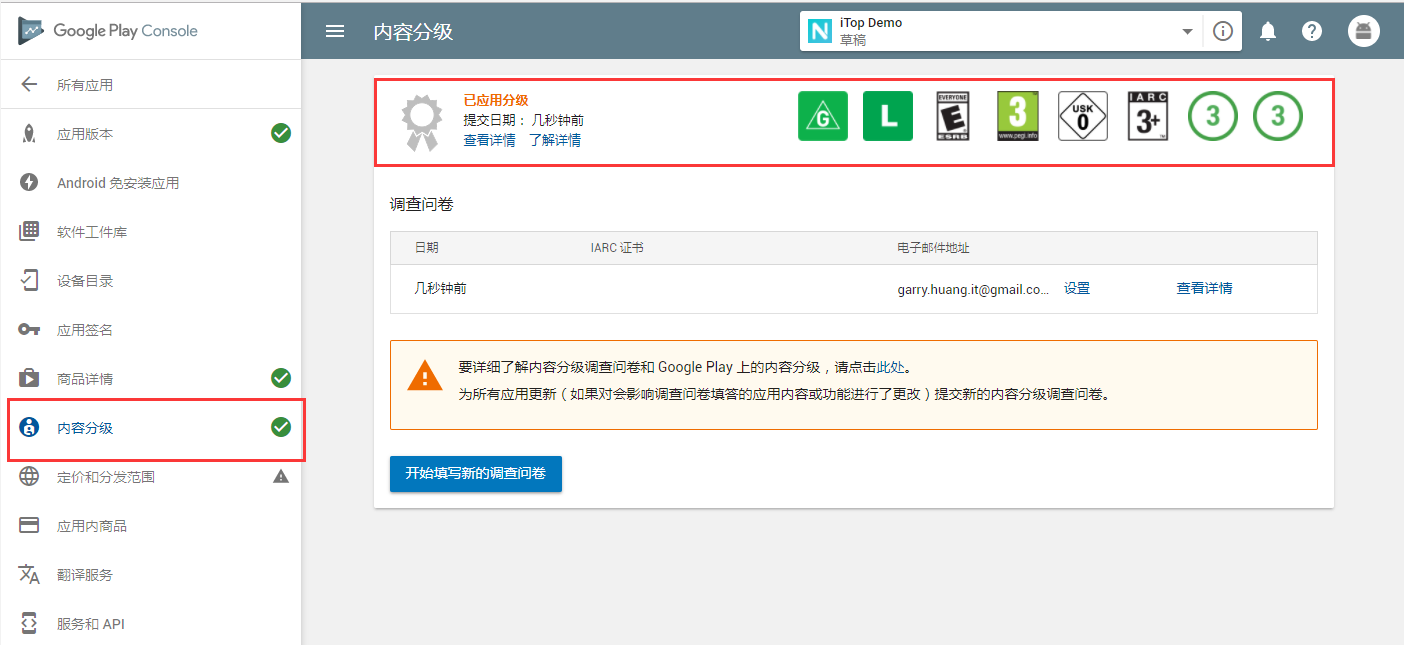 Google Play Console
内容分级
iTop Demo
草稿
所有应用
应用版本
Android 免安装应用
软件工件库
设备目录
应用签名
商品详情
内容分级
定价和分发范围
应用内商品
翻译服务
服务和 API
已应用分级
提交日期： 几秒钟前
查看详情 了解详情
G
L
EVERYONE
E
ESRB
3
www.pegi.info
USK
0
IARC
3+
3
3
调查问卷
日期 IARC 证书 电子邮件地址
几秒钟前 garry.huang.it@gmail.co... 设置 查看详情
要详细了解内容分级调查问卷和 Google Play 上的内容分级，请点击此处。
为所有应用更新（如果对会影响调查问卷填答的应用内容或功能进行了更改）提交新的内容分级调查问卷。
开始填写新的调查问卷